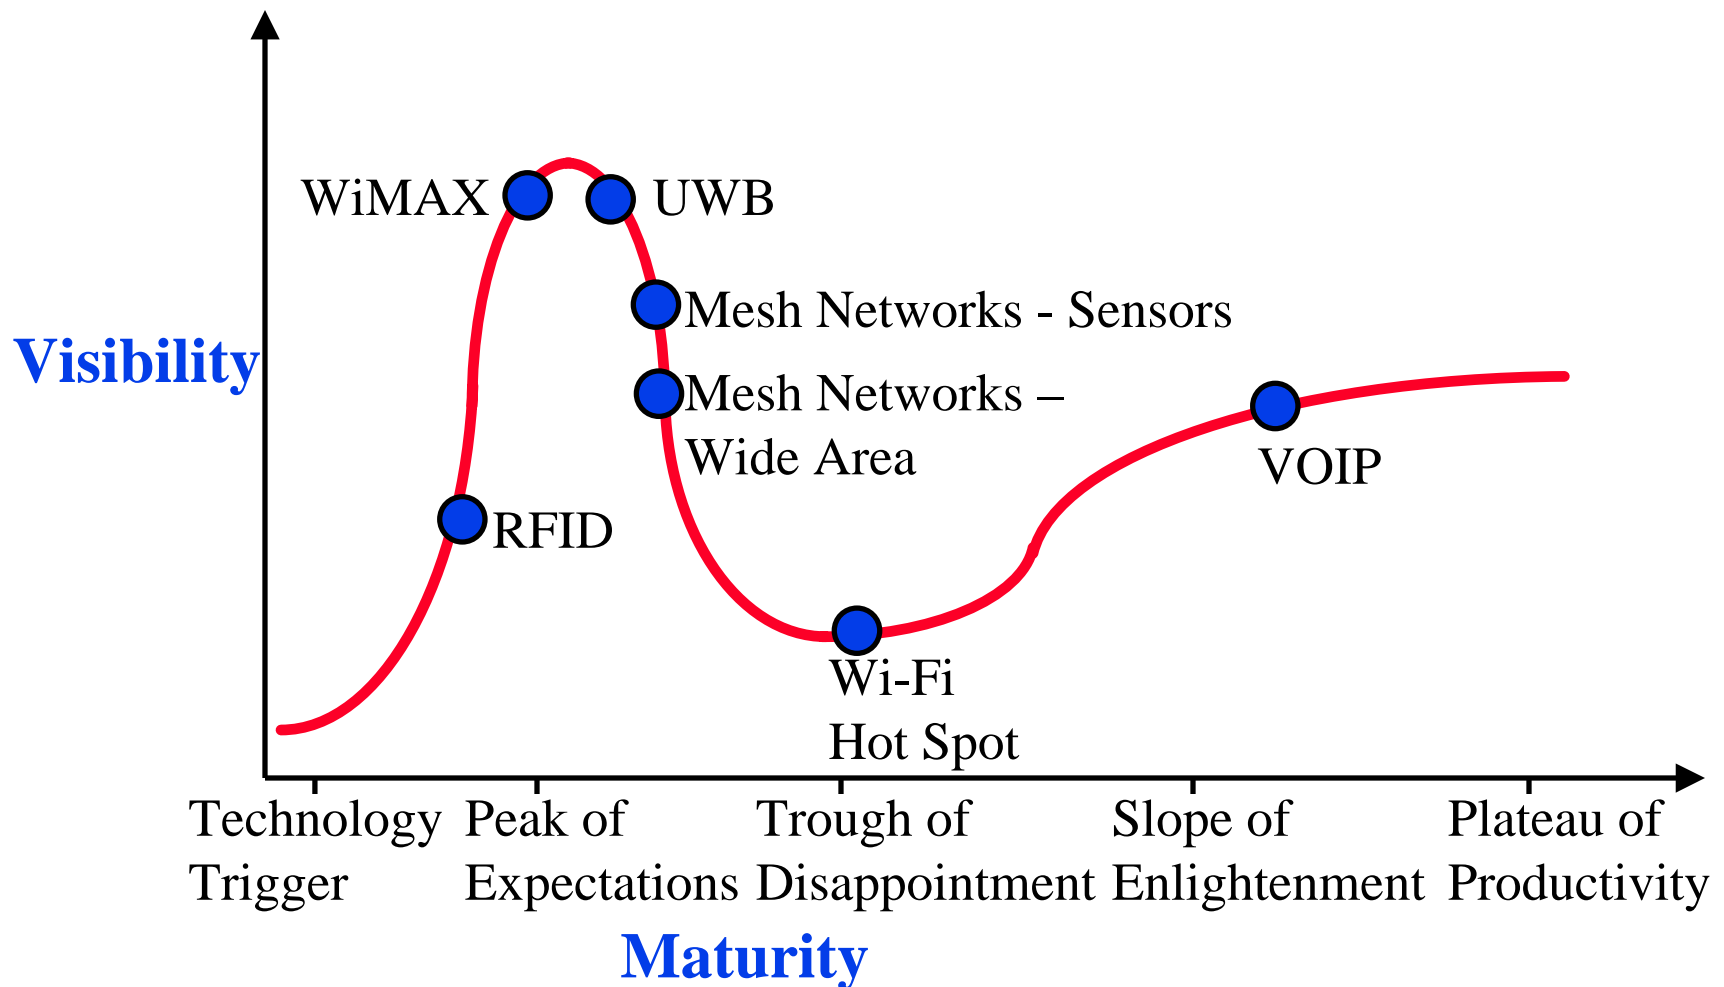 WiMAX
UWB
Mesh Networks - Sensors
Visibility
Mesh Networks –
Wide Area
VOIP
RFID
Wi-Fi
Hot Spot
Technology
Trigger
Peak of
Expectations
Trough of
Disappointment
Slope of
Enlightenment
Plateau of
Productivity
Maturity